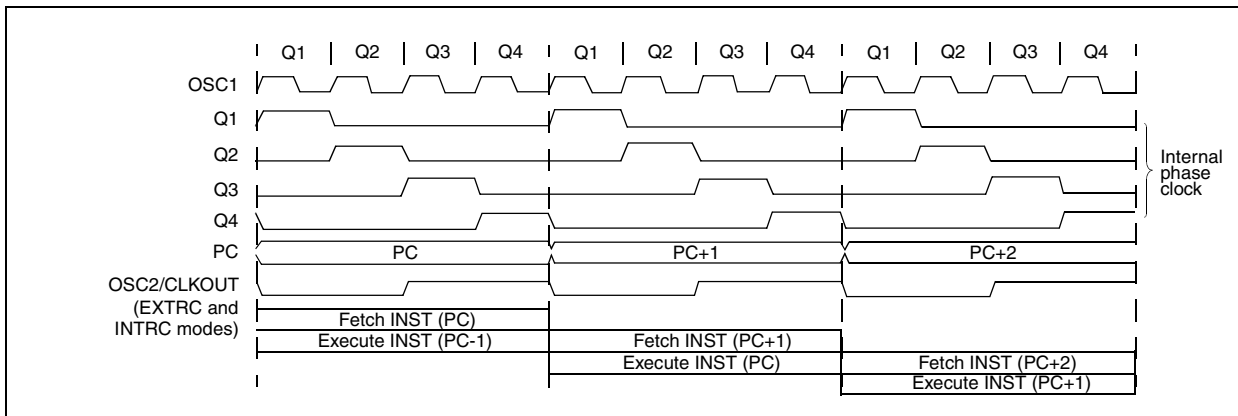 Q1 Q2 Q3 Q4 Q1 Q2 Q3 Q4 Q1 Q2 Q3 Q4
OSC1
Q1
Q2
Q3
Q4
Internal
phase
clock
PC PC PC+1 PC+2
OSC2/CLKOUT
(EXTRC and
INTRC modes)
Fetch INST (PC)
Execute INST (PC-1) Fetch INST (PC+1)
Execute INST (PC) Fetch INST (PC+2)
Execute INST (PC+1)